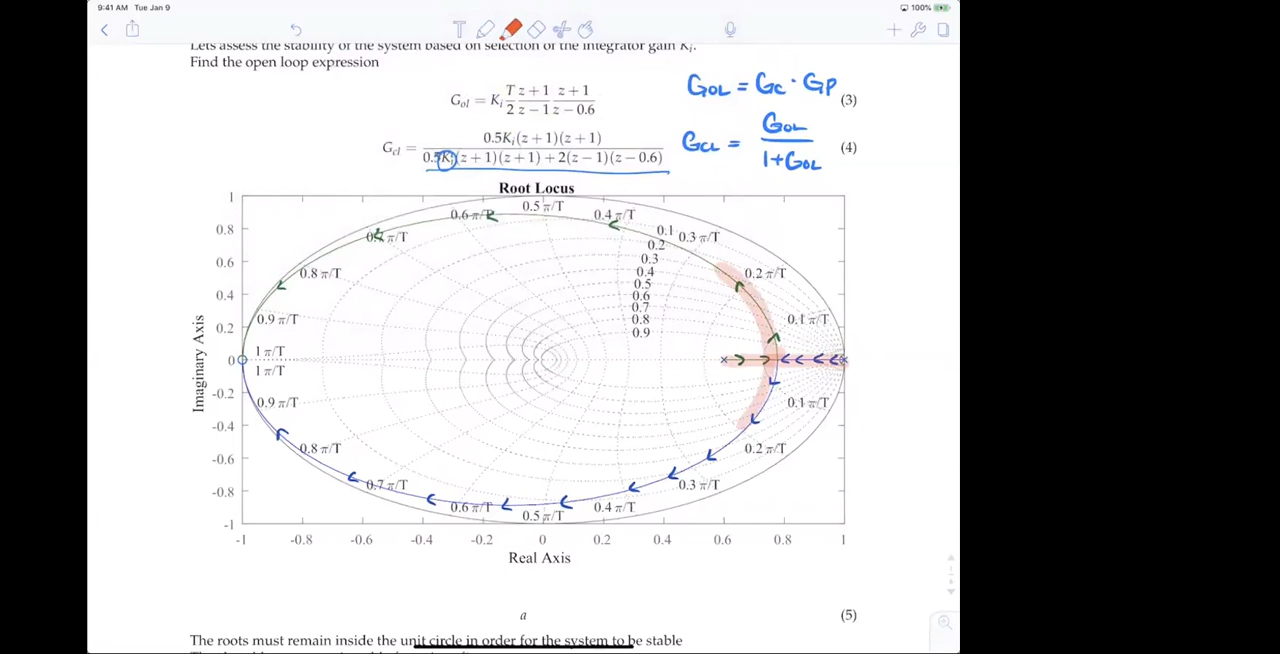 9:41 AM Tue Jan 9
100%
Lets assess the stability of the system based on selection of the integrator gain K_i.
Find the open loop expression
G_ol = K_i T/2 z + 1/z − 1 z + 1/z − 0.6
(3)
G_OL = G_C · G_P
G_cl = 0.5K_i(z + 1)(z + 1)/0.5K_i(z + 1)(z + 1) + 2(z − 1)(z − 0.6)
(4)
G_CL = G_OL/1+G_OL
Root Locus
1
0.8
0.6
0.4
0.2
0
-0.2
-0.4
-0.6
-0.8
-1
Imaginary Axis
0.5 π/T
0.6 π/T
0.4 π/T
0.7 π/T
0.3 π/T
0.8 π/T
0.2 π/T
0.9 π/T
0.1 π/T
1 π/T
1 π/T
0.1
0.2
0.3
0.4
0.5
0.6
0.7
0.8
0.9
0.9 π/T
0.1 π/T
0.8 π/T
0.2 π/T
0.7 π/T
0.3 π/T
0.6 π/T
0.4 π/T
0.5 π/T
-1 -0.8 -0.6 -0.4 -0.2 0 0.2 0.4 0.6 0.8 1
Real Axis
a
(5)
The roots must remain inside the unit circle in order for the system to be stable